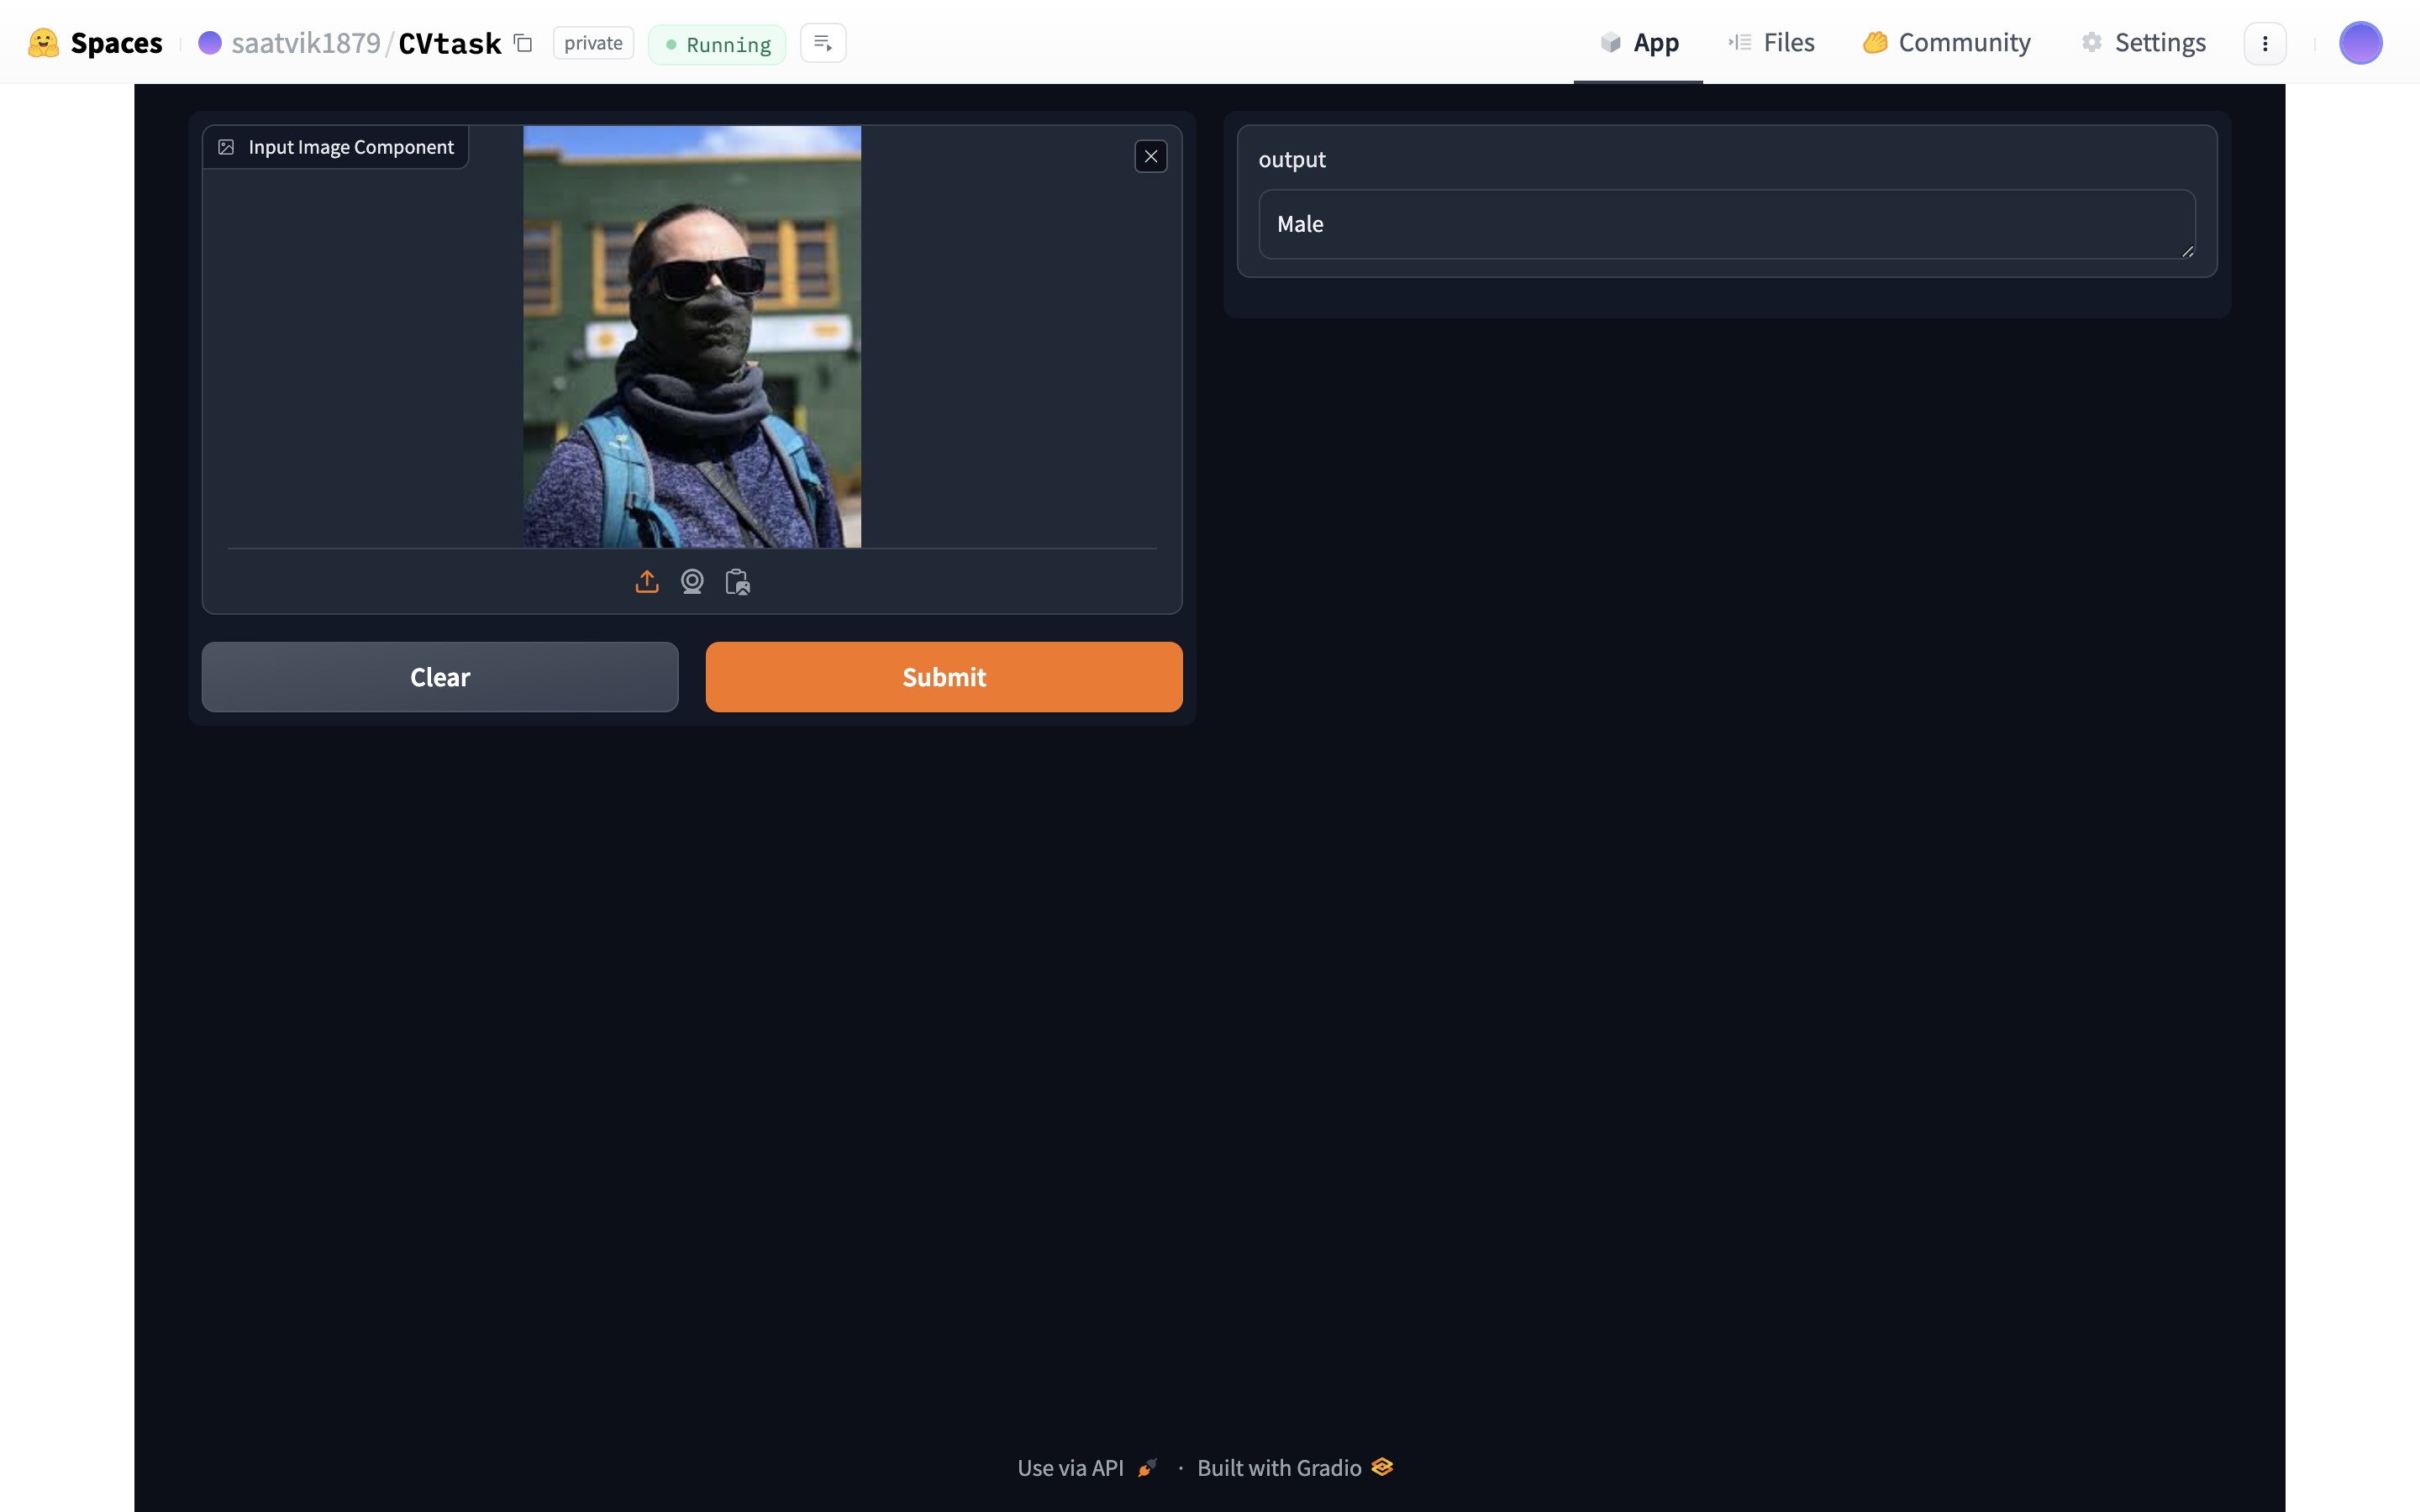 Spaces
saatvik1879/CVtask
private
Running
App
Files
Community
Settings
Input Image Component
output
Male
Clear
Submit
Use via API
·
Built with Gradio